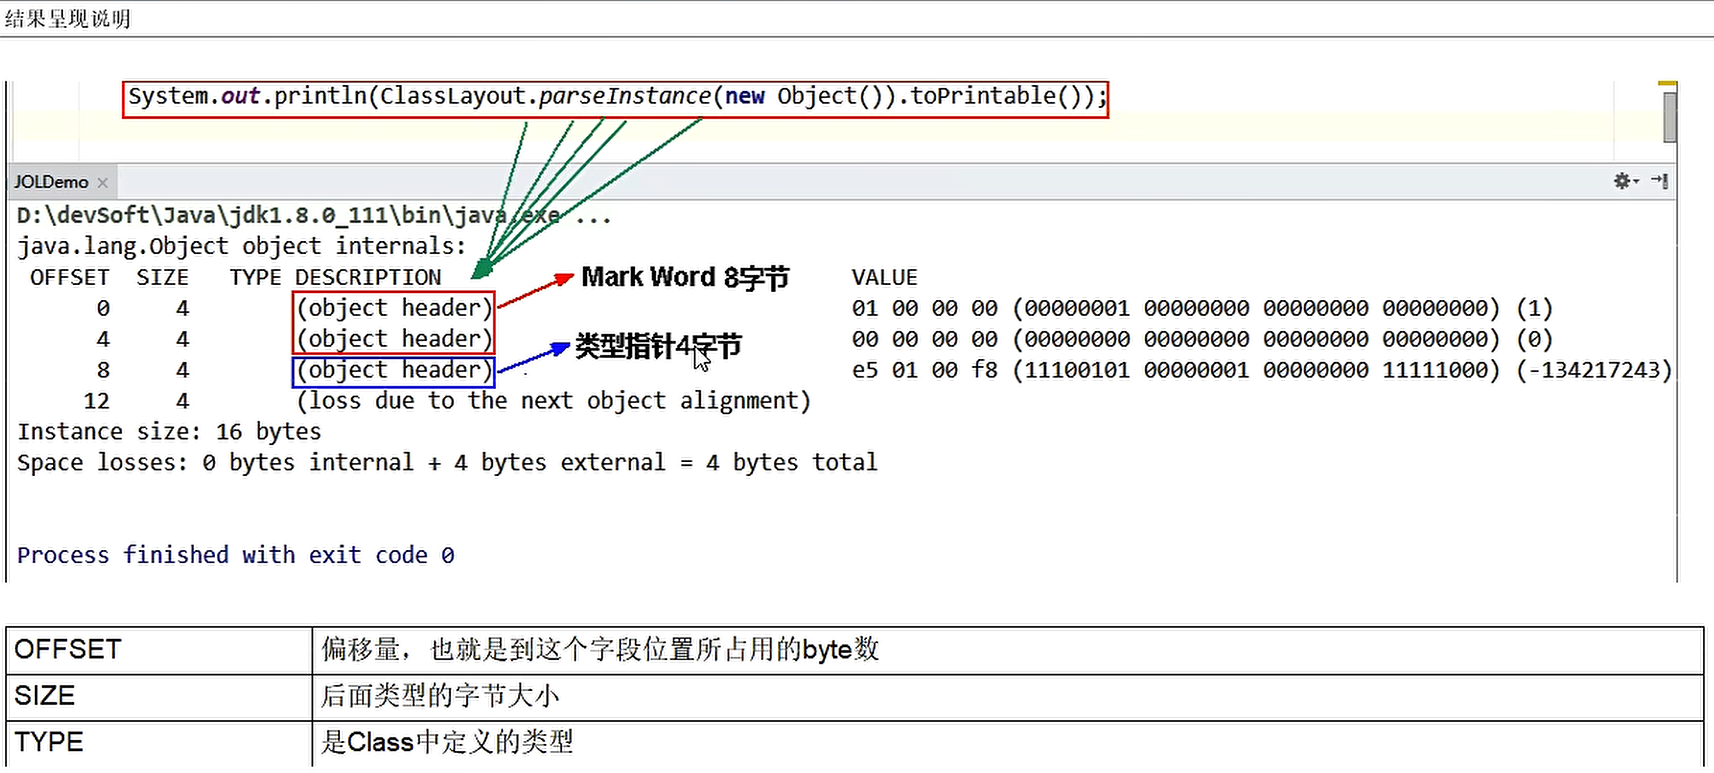 结果呈现说明
System.out.println(ClassLayout.parseInstance(new Object()).toPrintable());
JOLDemo
D:\devSoft\Java\jdk1.8.0_111\bin\java.exe ...
java.lang.Object object internals:
OFFSET SIZE TYPE DESCRIPTION Mark Word 8字节 VALUE
0 4 (object header) 01 00 00 00 (00000001 00000000 00000000 00000000) (1)
4 4 (object header) 类型指针4字节 00 00 00 00 (00000000 00000000 00000000 00000000) (0)
8 4 (object header) e5 01 00 f8 (11100101 00000001 00000000 11111000) (-134217243)
12 4 (loss due to the next object alignment)
Instance size: 16 bytes
Space losses: 0 bytes internal + 4 bytes external = 4 bytes total
Process finished with exit code 0
OFFSET 偏移量，也就是到这个字段位置所占用的byte数
SIZE 后面类型的字节大小
TYPE 是Class中定义的类型